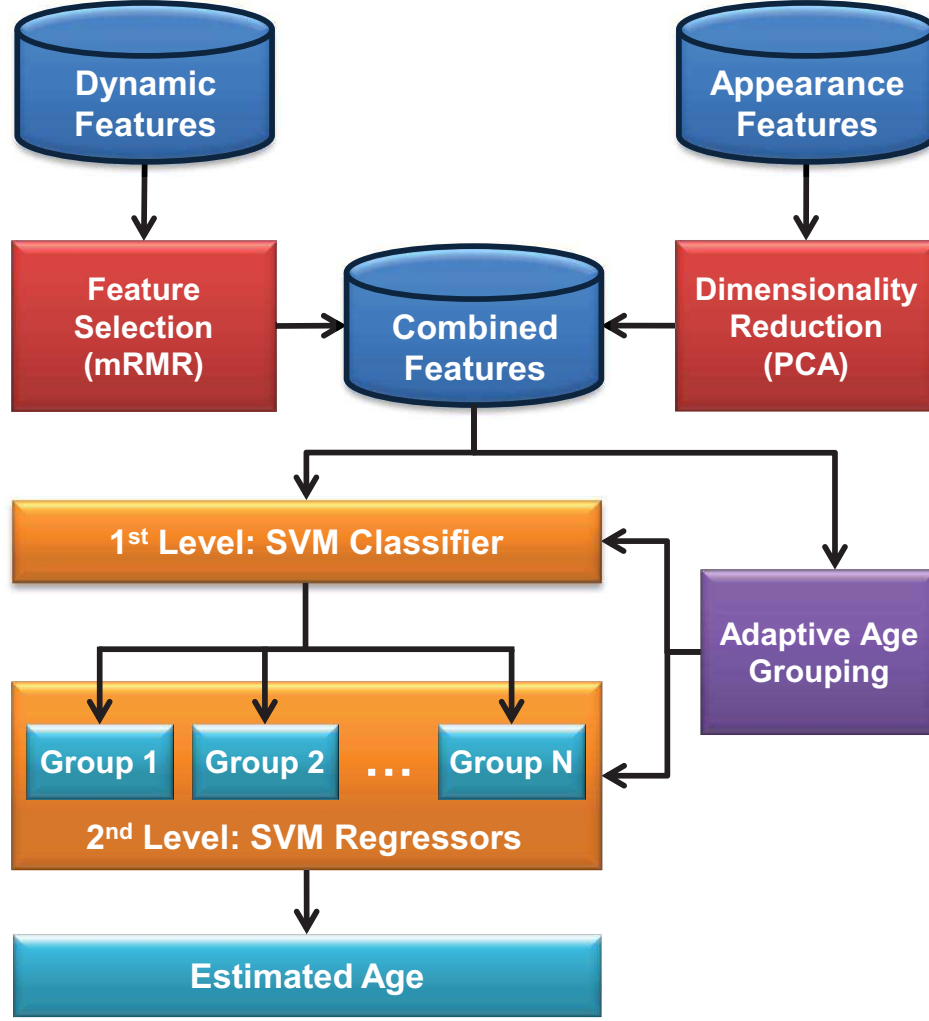 Dynamic
Features
Appearance
Features
Feature
Selection
(mRMR)
Combined
Features
Dimensionality
Reduction
(PCA)
1st Level: SVM Classifier
Adaptive Age
Grouping
Group 1
Group 2
...
Group N
2nd Level: SVM Regressors
Estimated Age